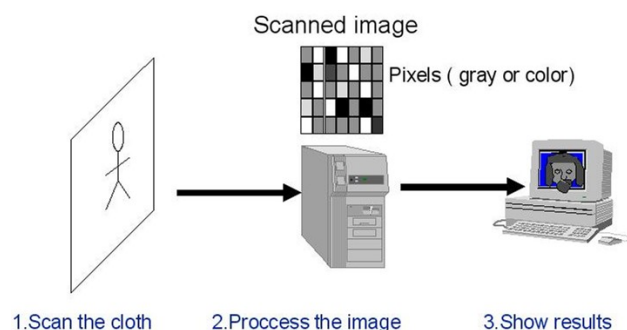 Scanned image
Pixels ( gray or color)
1.Scan the cloth
2.Proccess the image
3.Show results